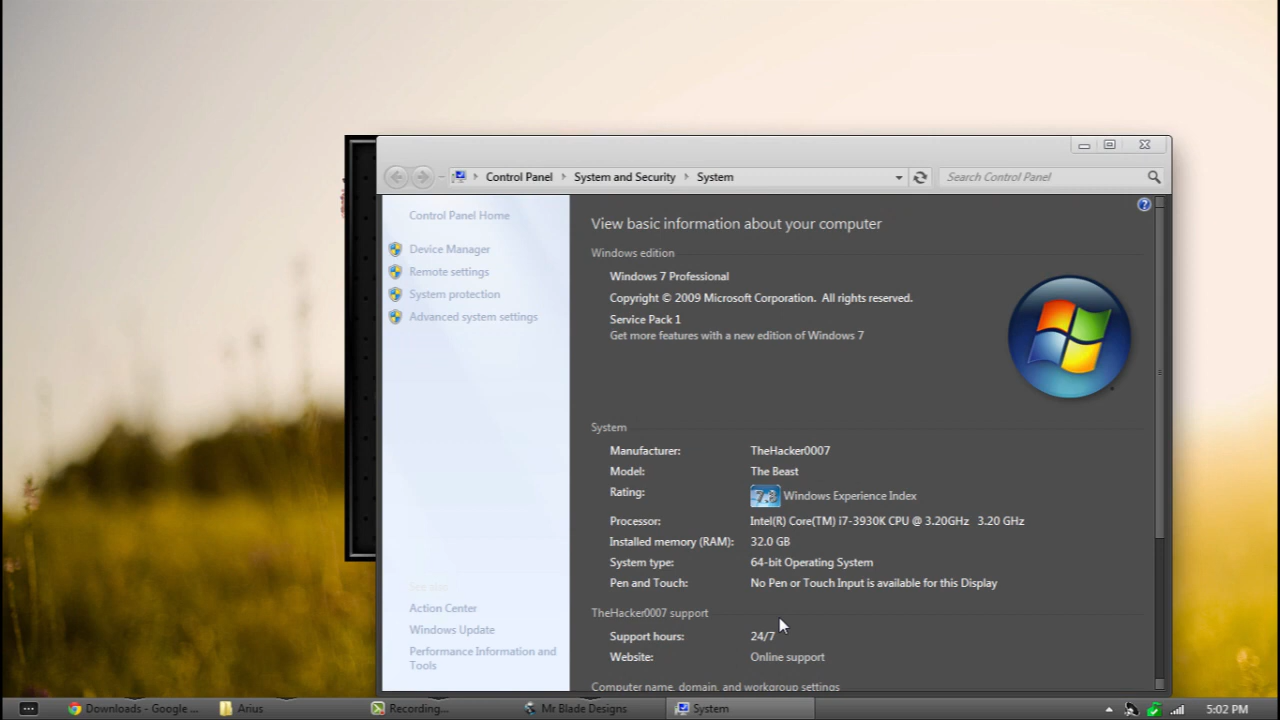 Control Panel
System and Security
System
Search Control Panel
Control Panel Home
Device Manager
Remote settings
System protection
Advanced system settings
See also
Action Center
Windows Update
Performance Information and
Tools
View basic information about your computer
Windows edition
Windows 7 Professional
Copyright © 2009 Microsoft Corporation. All rights reserved.
Service Pack 1
Get more features with a new edition of Windows 7
System
Manufacturer: TheHacker0007
Model: The Beast
Rating: 7.8 Windows Experience Index
Processor: Intel(R) Core(TM) i7-3930K CPU @ 3.20GHz 3.20 GHz
Installed memory (RAM): 32.0 GB
System type: 64-bit Operating System
Pen and Touch: No Pen or Touch Input is available for this Display
TheHacker0007 support
Support hours: 24/7
Website: Online support
Computer name, domain, and workgroup settings
Downloads - Google ...
Arius
Recording...
Mr Blade Designs
System
5:02 PM